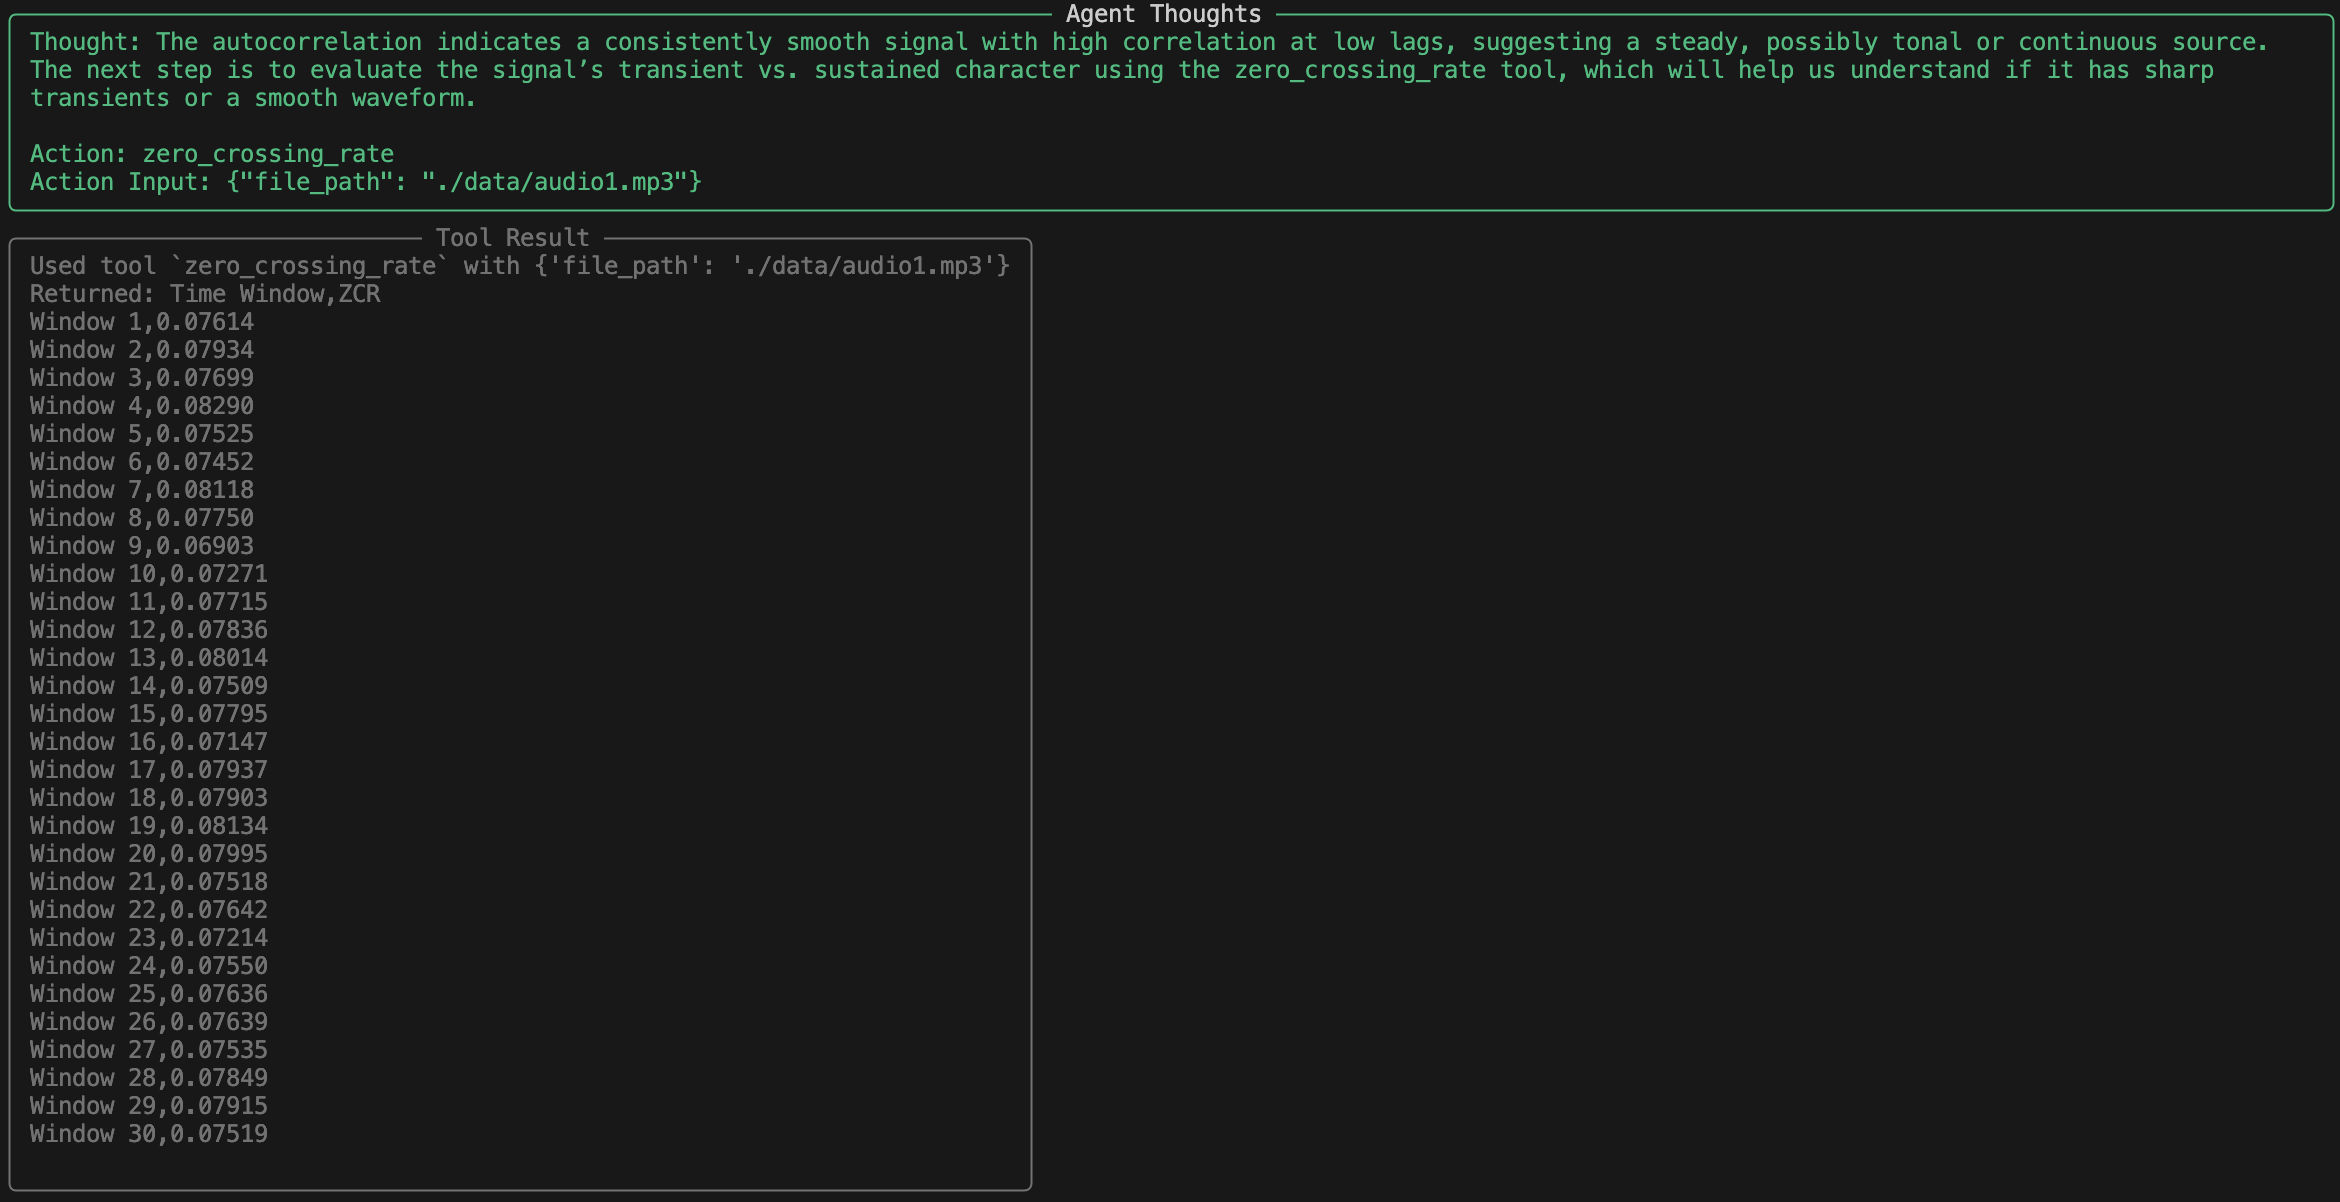 Agent Thoughts
Thought: The autocorrelation indicates a consistently smooth signal with high correlation at low lags, suggesting a steady, possibly tonal or continuous source.
The next step is to evaluate the signal’s transient vs. sustained character using the zero_crossing_rate tool, which will help us understand if it has sharp
transients or a smooth waveform.
Action: zero_crossing_rate
Action Input: {"file_path": "./data/audio1.mp3"}
Tool Result
Used tool `zero_crossing_rate` with {'file_path': './data/audio1.mp3'}
Returned: Time Window,ZCR
Window 1,0.07614
Window 2,0.07934
Window 3,0.07699
Window 4,0.08290
Window 5,0.07525
Window 6,0.07452
Window 7,0.08118
Window 8,0.07750
Window 9,0.06903
Window 10,0.07271
Window 11,0.07715
Window 12,0.07836
Window 13,0.08014
Window 14,0.07509
Window 15,0.07795
Window 16,0.07147
Window 17,0.07937
Window 18,0.07903
Window 19,0.08134
Window 20,0.07995
Window 21,0.07518
Window 22,0.07642
Window 23,0.07214
Window 24,0.07550
Window 25,0.07636
Window 26,0.07639
Window 27,0.07535
Window 28,0.07849
Window 29,0.07915
Window 30,0.07519